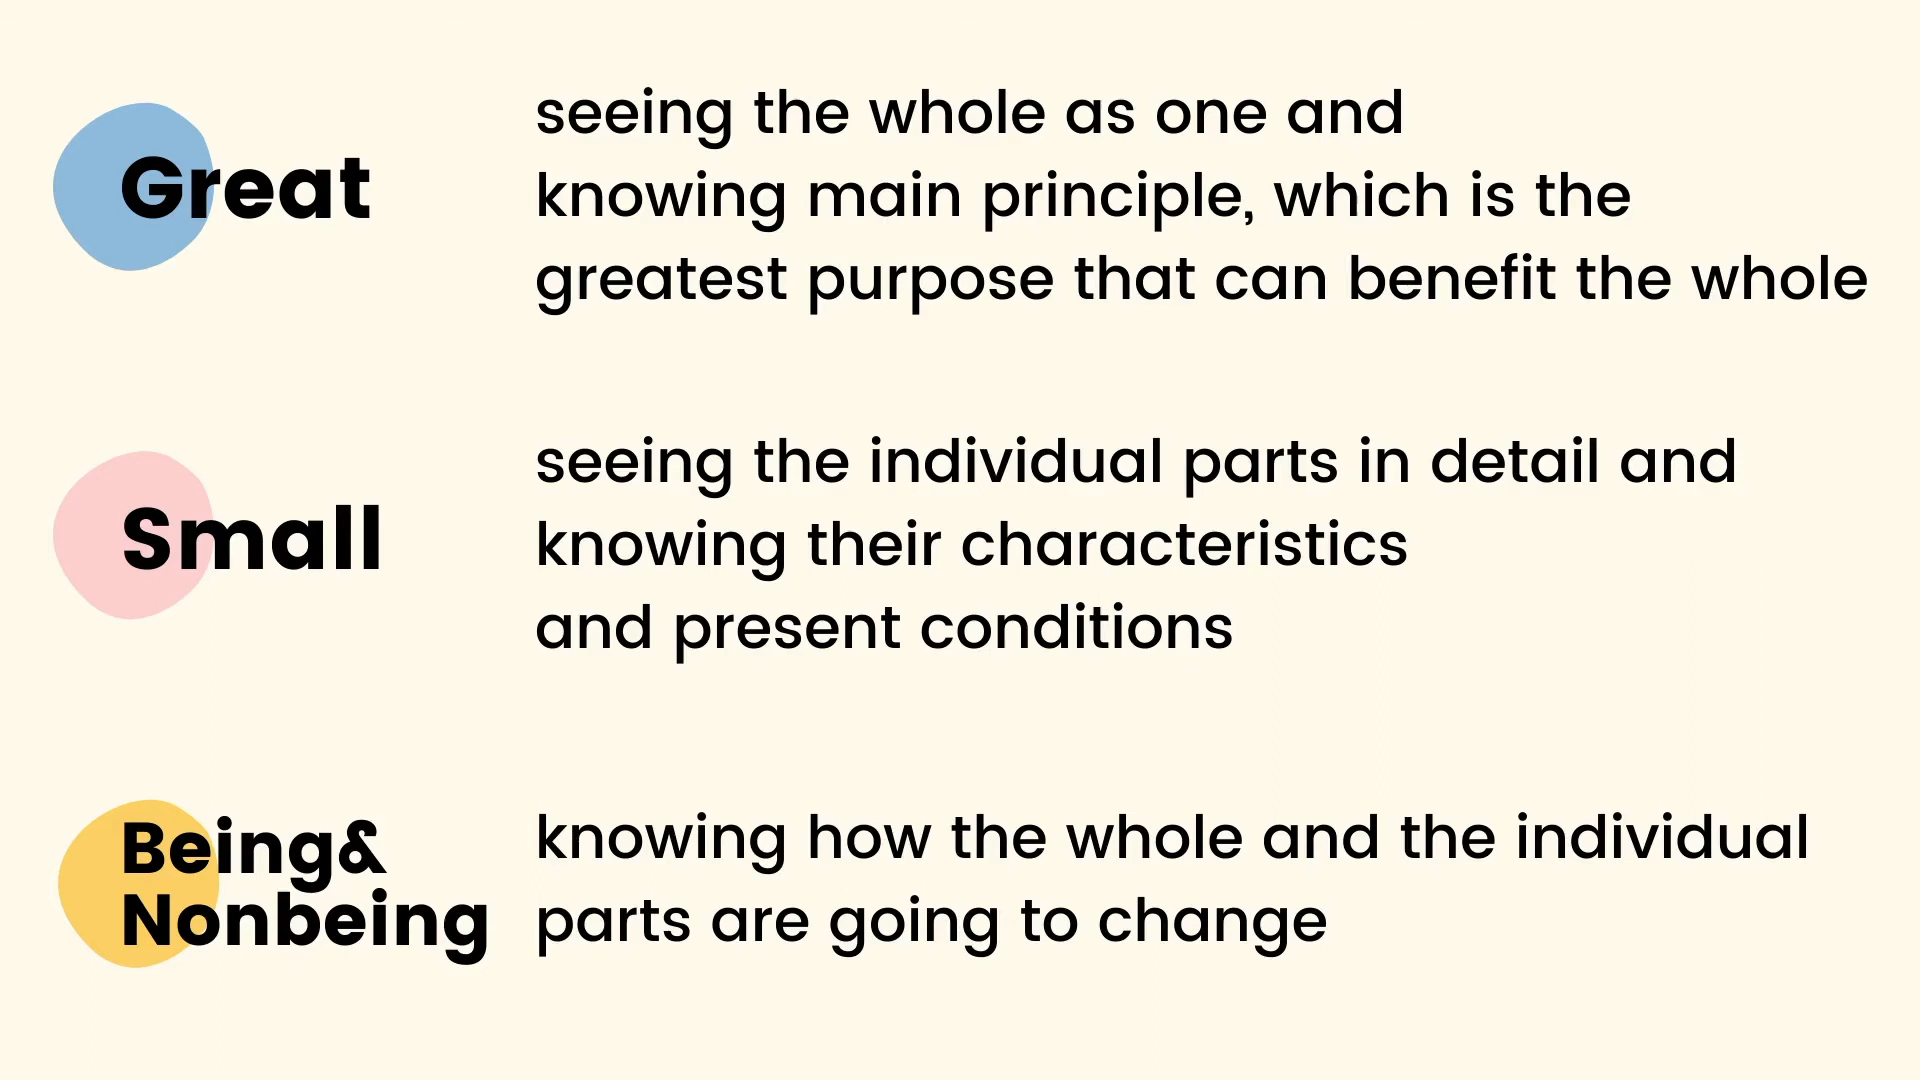 Great
seeing the whole as one and
knowing main principle, which is the
greatest purpose that can benefit the whole
Small
seeing the individual parts in detail and
knowing their characteristics
and present conditions
Being&
Nonbeing
knowing how the whole and the individual
parts are going to change